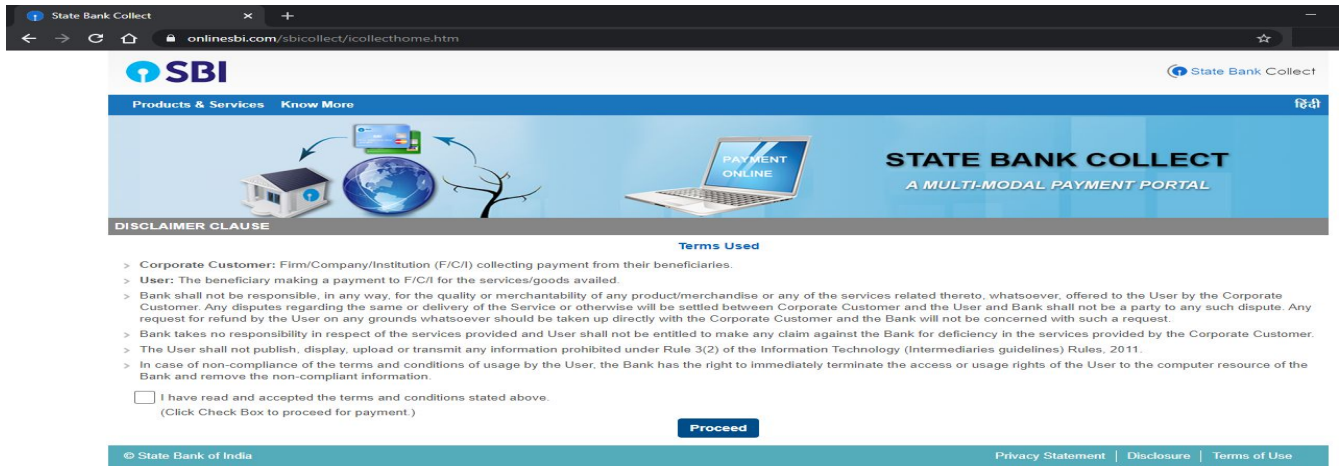 State Bank Collect
onlinesbi.com/sbicollect/icollecthome.htm
SBI
State Bank Collect
Products & Services Know More
हिंदी
PAYMENT
ONLINE
STATE BANK COLLECT
A MULTI-MODAL PAYMENT PORTAL
DISCLAIMER CLAUSE
Terms Used
> Corporate Customer: Firm/Company/Institution (F/C/I) collecting payment from their beneficiaries.
> User: The beneficiary making a payment to F/C/I for the services/goods availed.
> Bank shall not be responsible, in any way, for the quality or merchantability of any product/merchandise or any of the services related thereto, whatsoever, offered to the User by the Corporate
Customer. Any disputes regarding the same or delivery of the Service or otherwise will be settled between Corporate Customer and the User and Bank shall not be a party to any such dispute. Any
request for refund by the User on any grounds whatsoever should be taken up directly with the Corporate Customer and the Bank will not be concerned with such a request.
> Bank takes no responsibility in respect of the services provided and User shall not be entitled to make any claim against the Bank for deficiency in the services provided by the Corporate Customer.
> The User shall not publish, display, upload or transmit any information prohibited under Rule 3(2) of the Information Technology (Intermediaries guidelines) Rules, 2011.
> In case of non-compliance of the terms and conditions of usage by the User, the Bank has the right to immediately terminate the access or usage rights of the User to the computer resource of the
Bank and remove the non-compliant information.
I have read and accepted the terms and conditions stated above.
(Click Check Box to proceed for payment.)
Proceed
© State Bank of India
Privacy Statement | Disclosure | Terms of Use